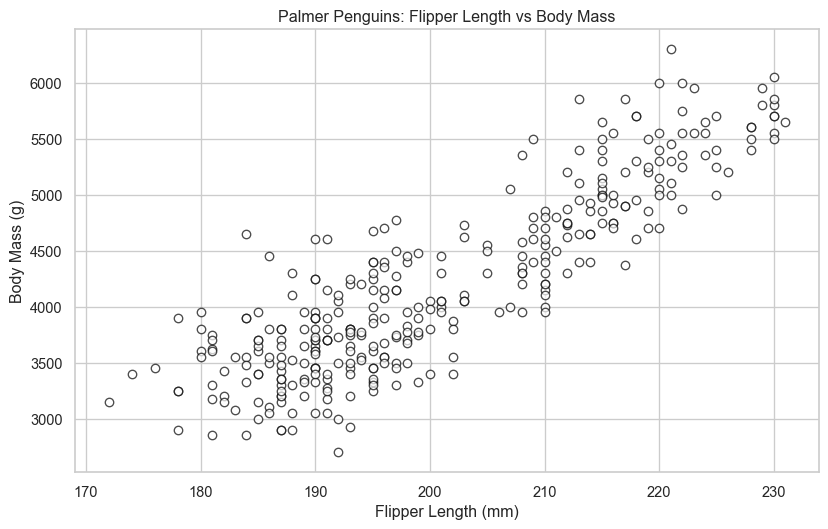 Palmer Penguins: Flipper Length vs Body Mass
6000
5500
5000
4500
4000
3500
3000
Body Mass (g)
170 180 190 200 210 220 230
Flipper Length (mm)